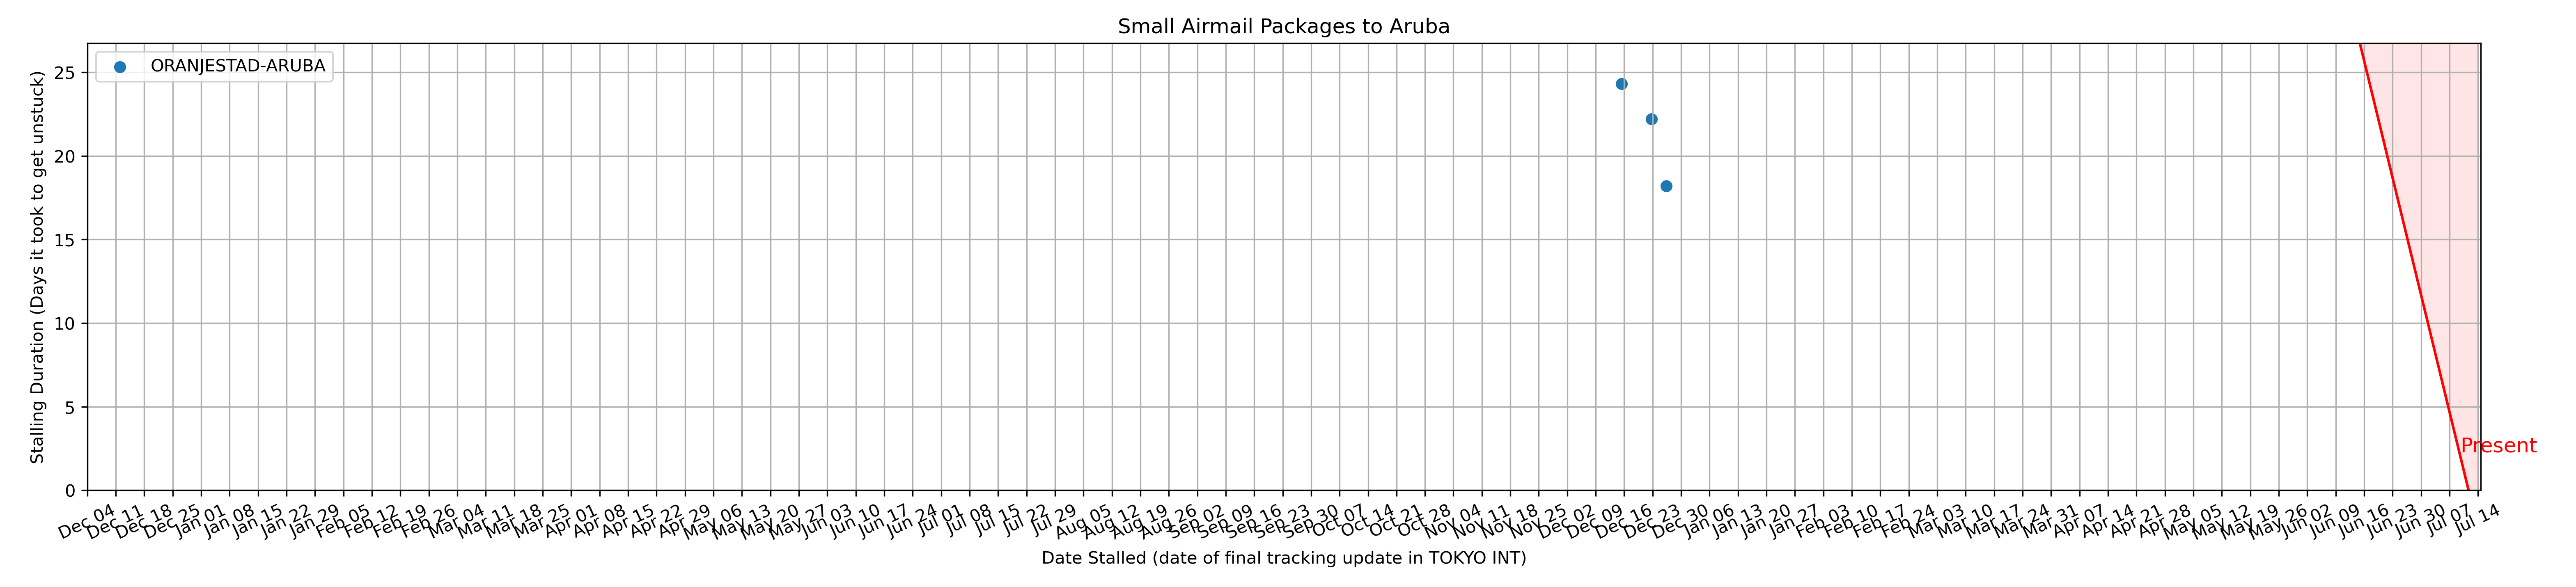 Small Airmail Packages to Aruba
ORANJESTAD-ARUBA
Stalling Duration (Days it took to get unstuck)
25
20
15
10
5
0
Present
Dec 04 Dec 11 Dec 18 Dec 25 Jan 01 Jan 08 Jan 15 Jan 22 Jan 29 Feb 05 Feb 12 Feb 19 Feb 26 Mar 04 Mar 11 Mar 18 Mar 25 Apr 01 Apr 08 Apr 15 Apr 22 Apr 29 May 06 May 13 May 20 May 27 Jun 03 Jun 10 Jun 17 Jun 24 Jul 01 Jul 08 Jul 15 Jul 22 Jul 29 Aug 05 Aug 12 Aug 19 Aug 26 Sep 02 Sep 09 Sep 16 Sep 23 Sep 30 Oct 07 Oct 14 Oct 21 Oct 28 Nov 04 Nov 11 Nov 18 Nov 25 Dec 02 Dec 09 Dec 16 Dec 23 Dec 30 Jan 06 Jan 13 Jan 20 Jan 27 Feb 03 Feb 10 Feb 17 Feb 24 Mar 03 Mar 10 Mar 17 Mar 24 Mar 31 Apr 07 Apr 14 Apr 21 Apr 28 May 05 May 12 May 19 May 26 Jun 02 Jun 09 Jun 16 Jun 23 Jun 30 Jul 07 Jul 14
Date Stalled (date of final tracking update in TOKYO INT)